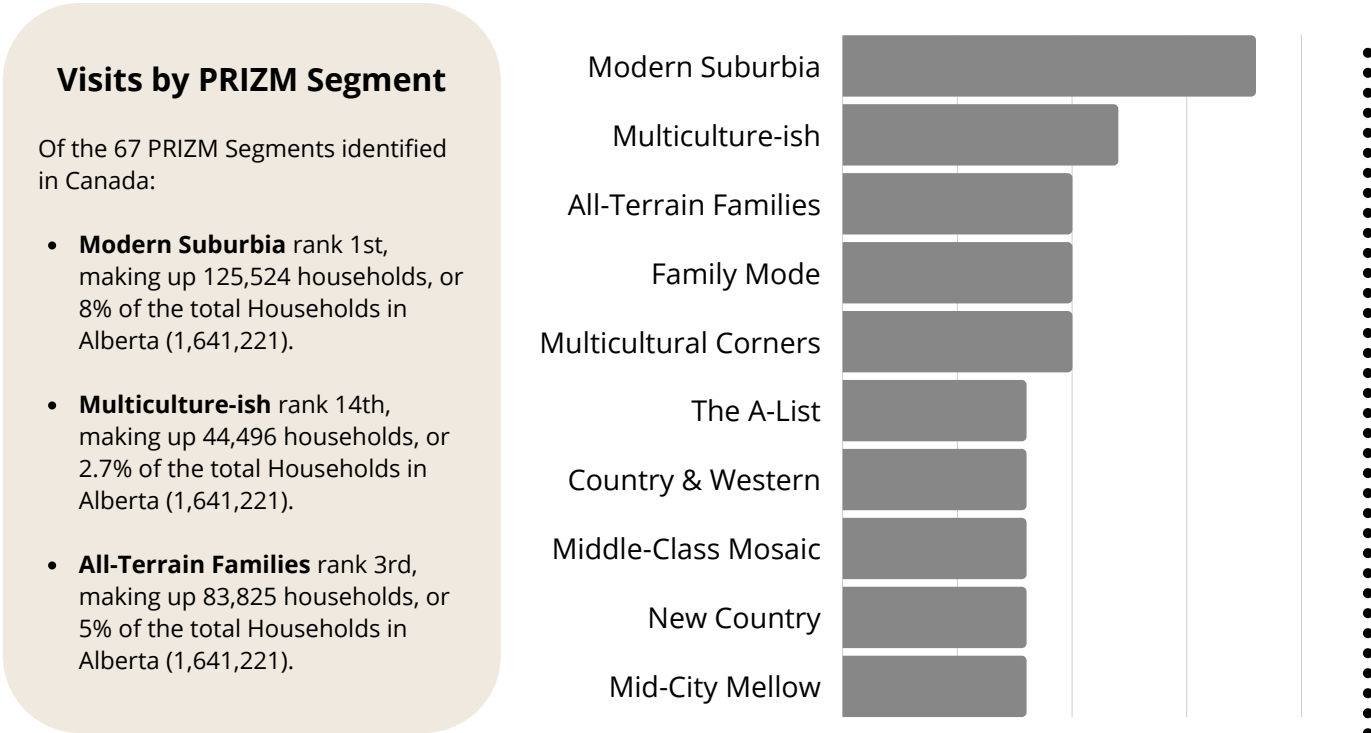 Visits by PRIZM Segment
Of the 67 PRIZM Segments identified
in Canada:
• Modern Suburbia rank 1st,
making up 125,524 households, or
8% of the total Households in
Alberta (1,641,221).
• Multiculture-ish rank 14th,
making up 44,496 households, or
2.7% of the total Households in
Alberta (1,641,221).
• All-Terrain Families rank 3rd,
making up 83,825 households, or
5% of the total Households in
Alberta (1,641,221).
Modern Suburbia
Multiculture-ish
All-Terrain Families
Family Mode
Multicultural Corners
The A-List
Country & Western
Middle-Class Mosaic
New Country
Mid-City Mellow